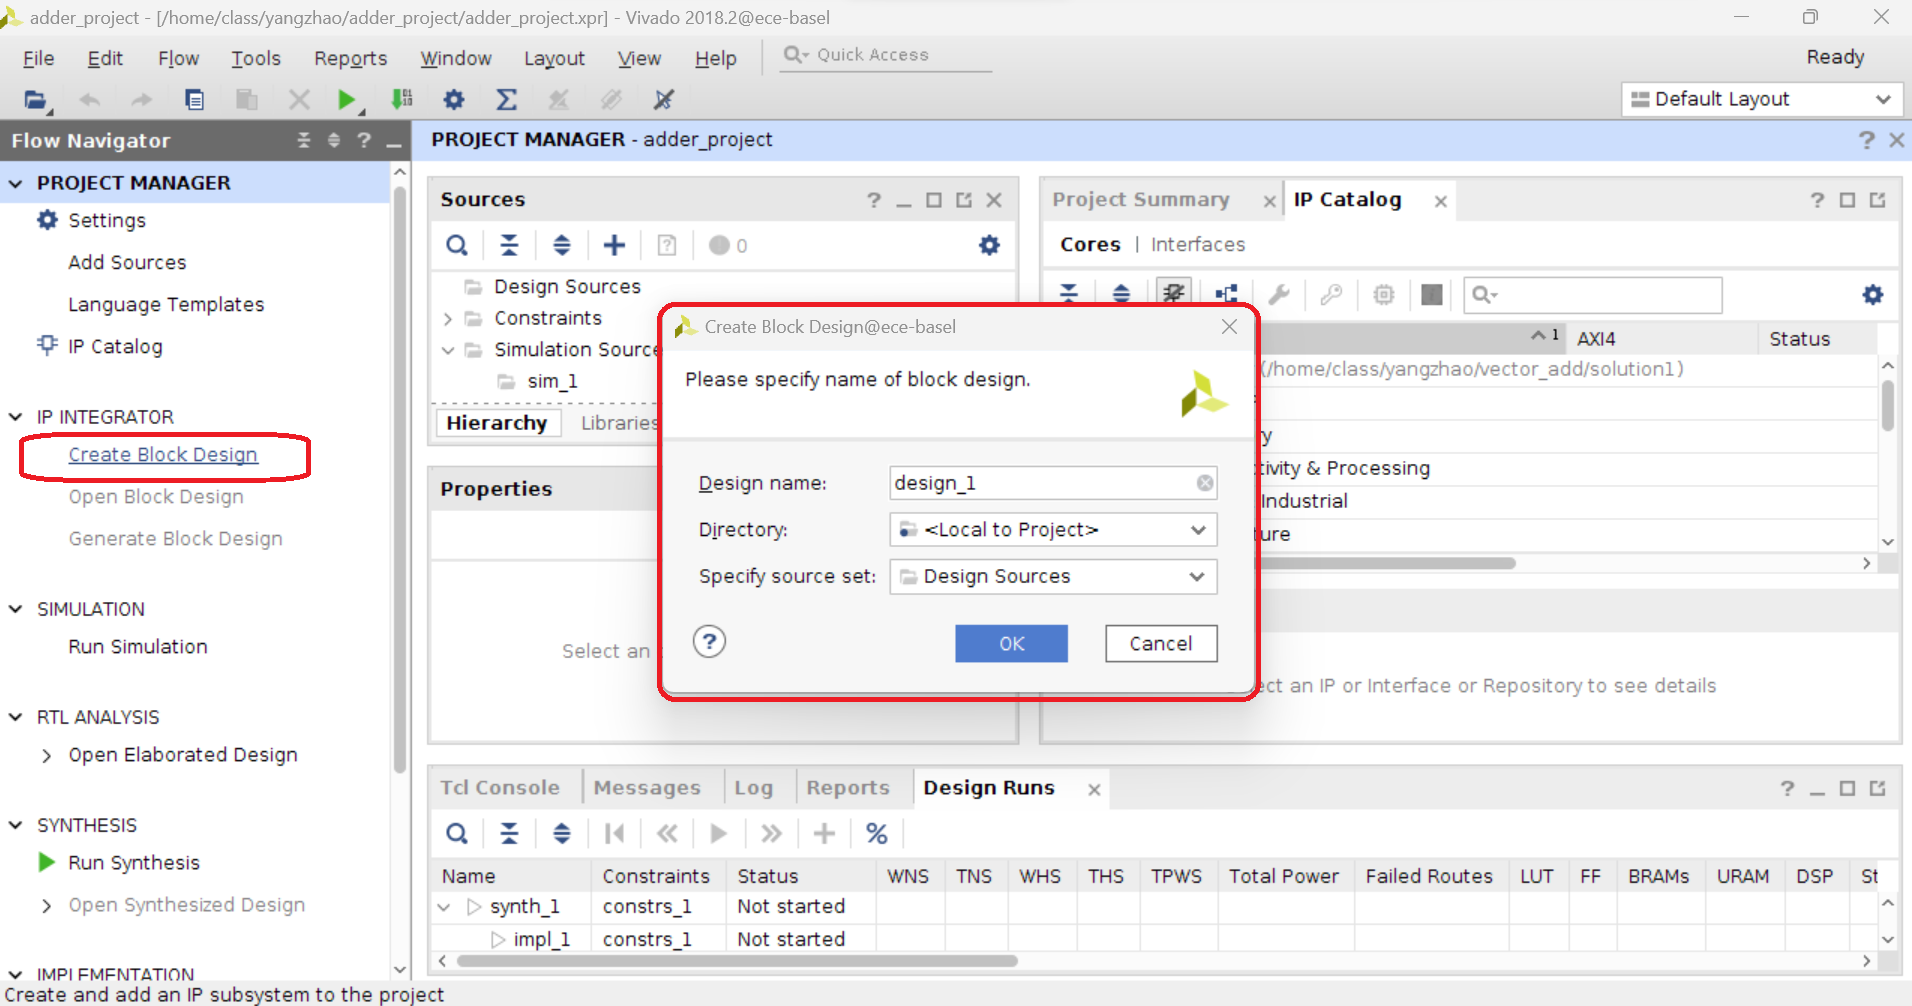 adder_project - [/home/class/yangzhao/adder_project/adder_project.xpr] - Vivado 2018.2@ece-basel
File Edit Flow Tools Reports Window Layout View Help Quick Access Ready
Default Layout
Flow Navigator
PROJECT MANAGER
Settings
Add Sources
Language Templates
IP Catalog
IP INTEGRATOR
Create Block Design
Open Block Design
Generate Block Design
SIMULATION
Run Simulation
RTL ANALYSIS
Open Elaborated Design
SYNTHESIS
Run Synthesis
Open Synthesized Design
IMPLEMENTATION
PROJECT MANAGER - adder_project
Sources
0
Design Sources
Constraints
Simulation Source
sim_1
Hierarchy Libraries
Properties
Select an
Project Summary IP Catalog
Cores | Interfaces
1 AXI4 Status
(/home/class/yangzhao/vector_add/solution1)
y
tivity & Processing
Industrial
ure
ct an IP or Interface or Repository to see details
Create Block Design@ece-basel
Please specify name of block design.
Design name: design_1
Directory: <Local to Project>
Specify source set: Design Sources
? OK Cancel
Tcl Console Messages Log Reports Design Runs
Name Constraints Status WNS TNS WHS THS TPWS Total Power Failed Routes LUT FF BRAMs URAM DSP St
synth_1 constrs_1 Not started
impl_1 constrs_1 Not started
Create and add an IP subsystem to the project